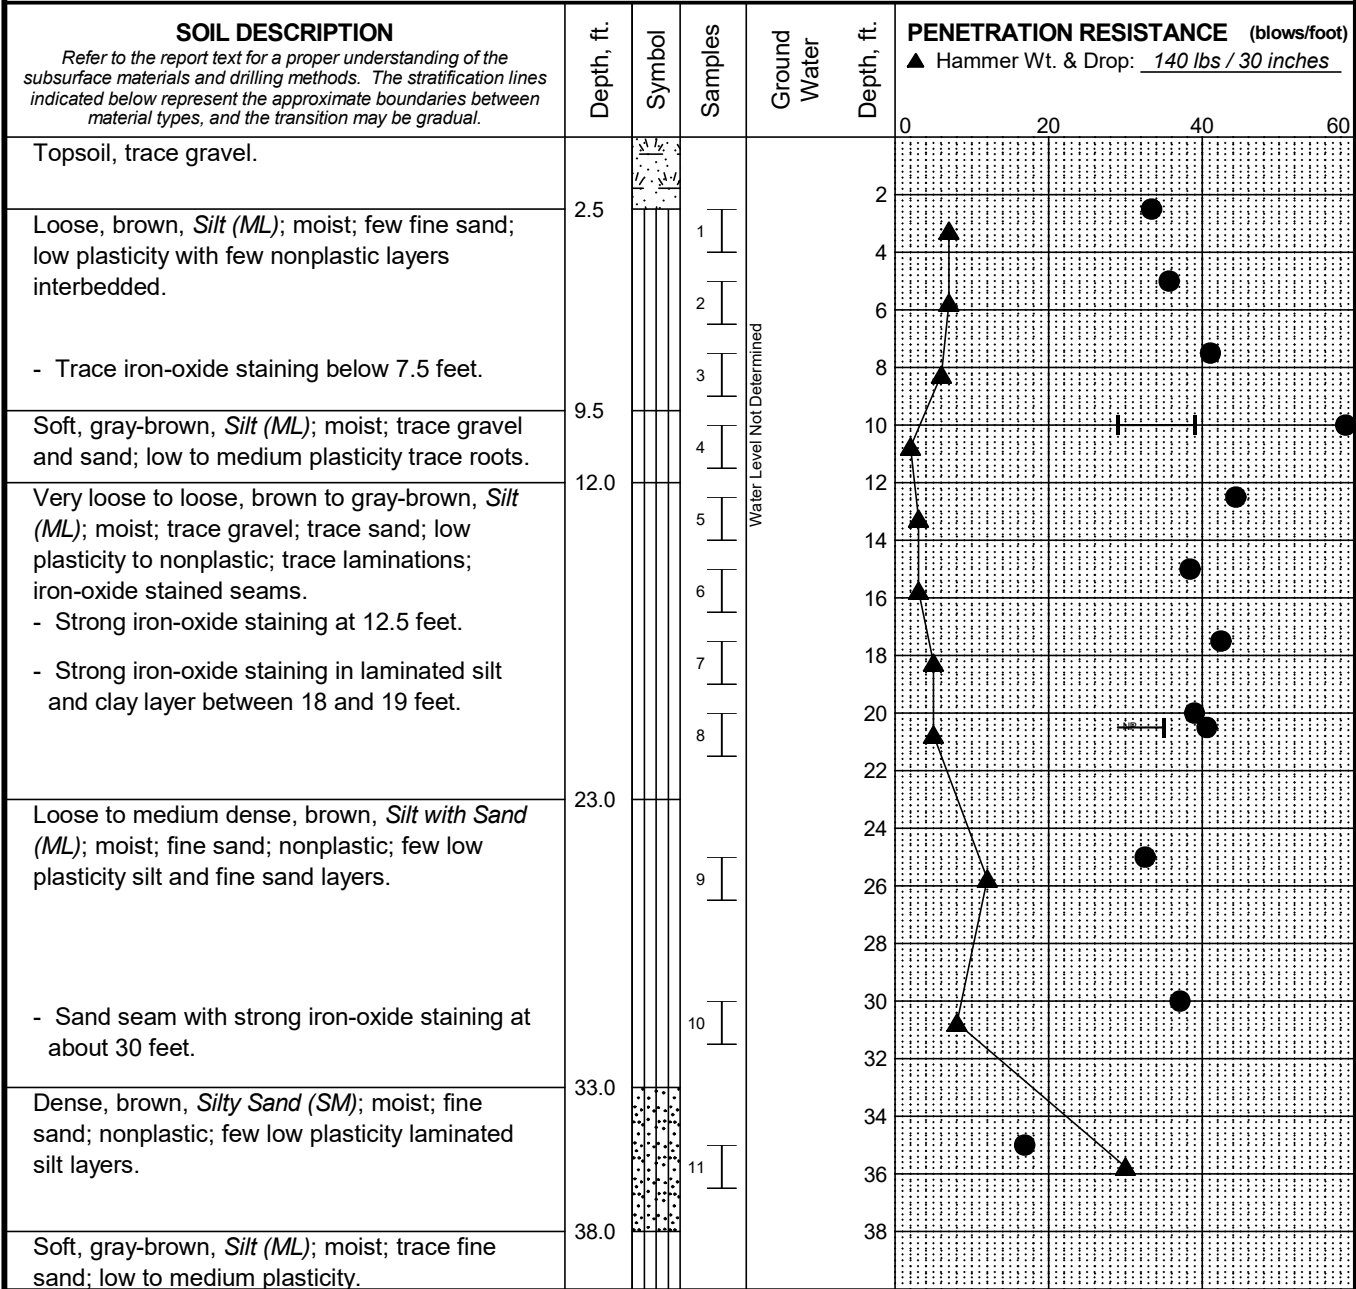 SOIL DESCRIPTION
Refer to the report text for a proper understanding of the
subsurface materials and drilling methods. The stratification lines
indicated below represent the approximate boundaries between
material types, and the transition may be gradual.
Depth, ft.
Symbol
Samples
Ground
Water
Depth, ft.
PENETRATION RESISTANCE (blows/foot)
▲ Hammer Wt. & Drop: 140 lbs / 30 inches
0 20 40 60
Topsoil, trace gravel.
2.5
Loose, brown, Silt (ML); moist; few fine sand;
low plasticity with few nonplastic layers
interbedded.
- Trace iron-oxide staining below 7.5 feet.
9.5
Soft, gray-brown, Silt (ML); moist; trace gravel
and sand; low to medium plasticity trace roots.
12.0
Very loose to loose, brown to gray-brown, Silt
(ML); moist; trace gravel; trace sand; low
plasticity to nonplastic; trace laminations;
iron-oxide stained seams.
- Strong iron-oxide staining at 12.5 feet.
- Strong iron-oxide staining in laminated silt
and clay layer between 18 and 19 feet.
23.0
Loose to medium dense, brown, Silt with Sand
(ML); moist; fine sand; nonplastic; few low
plasticity silt and fine sand layers.
- Sand seam with strong iron-oxide staining at
about 30 feet.
33.0
Dense, brown, Silty Sand (SM); moist; fine
sand; nonplastic; few low plasticity laminated
silt layers.
38.0
Soft, gray-brown, Silt (ML); moist; trace fine
sand; low to medium plasticity.
1
2
3
4
5
6
7
8
9
10
11
Water Level Not Determined
2
4
6
8
10
12
14
16
18
20
22
24
26
28
30
32
34
36
38
NP